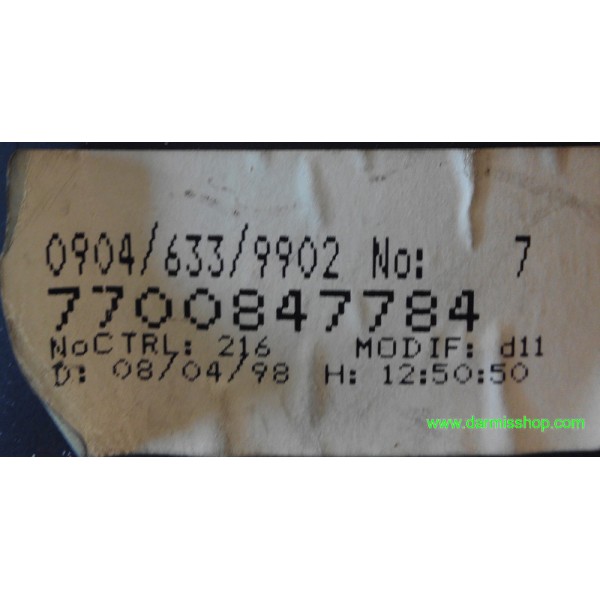 0904/633/9902 No: 7
7700847784
NoCTRL: 216 MODIF: d11
D: 08/04/98 H: 12:50:50
www.damisshop.com